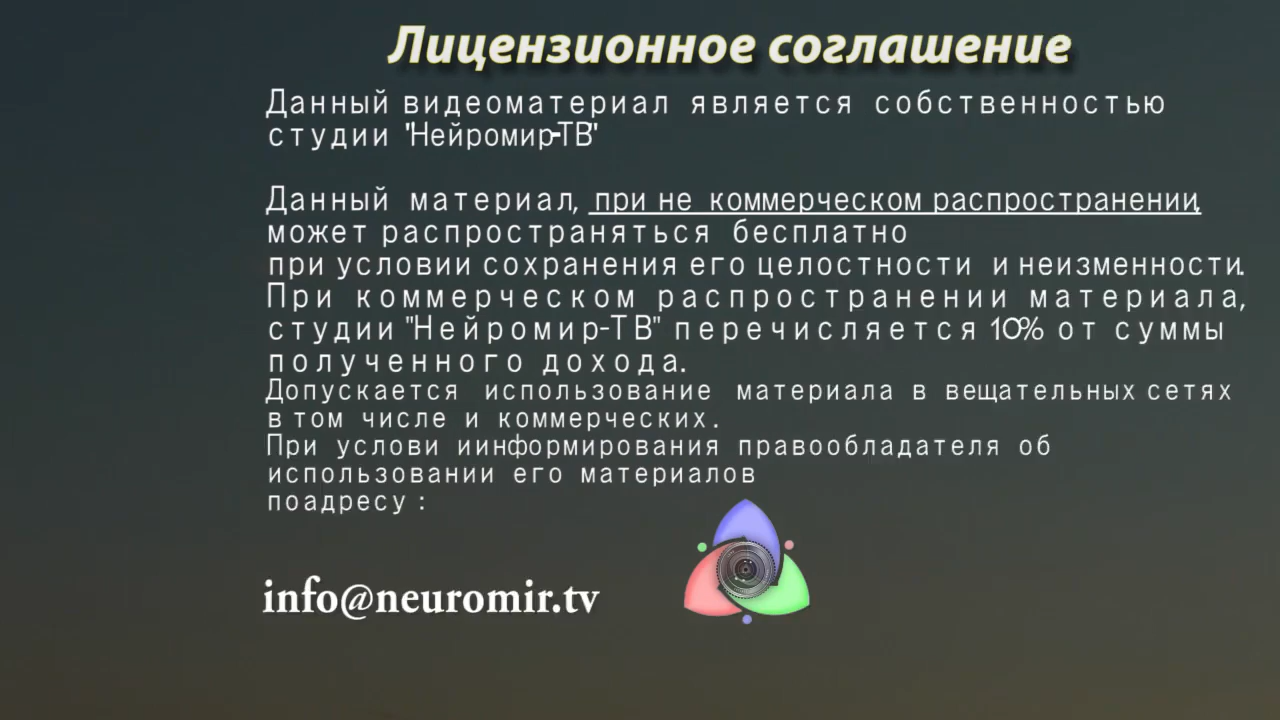 Лицензионное соглашение
Данный видеоматериал является собственностью
студии "Нейромир-ТВ"
Данный материал, при не коммерческом распространении,
может распространяться бесплатно
при условии сохранения его целостности и неизменности.
При коммерческом распространении материала,
студии "Нейромир-ТВ" перечисляется 10% от суммы
полученного дохода.
Допускается использование материала в вещательных сетях
в том числе и коммерческих.
При услови иинформирования правообладателя об
использовании его материалов
поадресу :
info@neuromir.tv